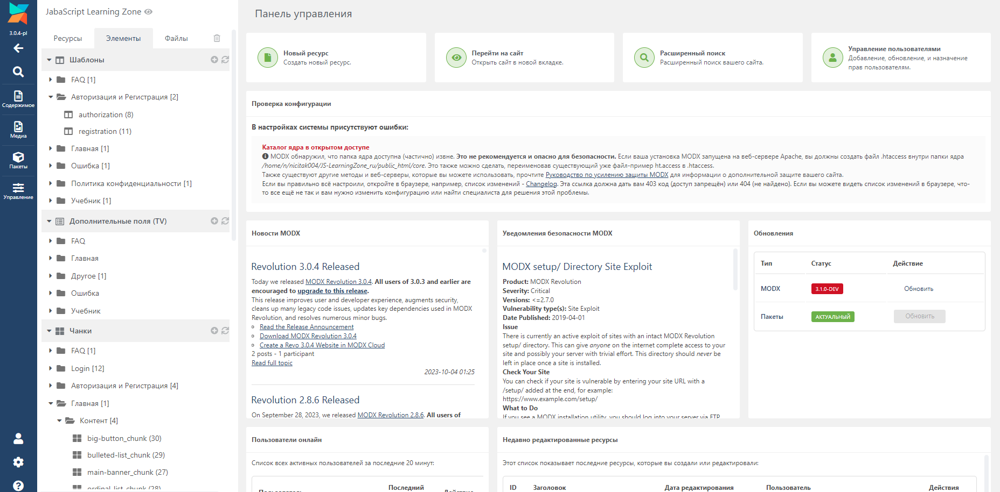 3.0.4-pl
Содержимое
Медиа
Пакеты
Управление
JabaScript Learning Zone
Ресурсы
Элементы
Файлы
Шаблоны
FAQ [1]
Авторизация и Регистрация [2]
authorization (8)
registration (11)
Главная [1]
Ошибка [1]
Политика конфиденциальности [1]
Учебник [1]
Дополнительные поля (TV)
FAQ
Главная
Другое [1]
Ошибка
Учебник
Чанки
FAQ [1]
Login [12]
Авторизация и Регистрация [4]
Главная [1]
Контент [4]
big-button_chunk (30)
bulleted-list_chunk (29)
main-banner_chunk (27)
ordinal-list_chunk (28)
Панель управления
Новый ресурс
Создать новый ресурс.
Перейти на сайт
Открыть сайт в новой вкладке.
Расширенный поиск
Расширенный поиск вашего сайта.
Управление пользователями
Добавление, обновление, и назначение
прав пользователям.
Проверка конфигурации
В настройках системы присутствуют ошибки:
Каталог ядра в открытом доступе
MODX обнаружил, что папка ядра доступна (частично) извне. Это не рекомендуется и опасно для безопасности. Если ваша установка MODX запущена на веб-сервере Apache, вы должны создать файл .htaccess внутри папки ядра
/home/n/nicitak004/JS-LearningZone_ru/public_html/core. Это также можно сделать, переименовав существующий уже файл-пример ht.access в .htaccess.
Также существуют другие методы и веб-серверы, которые вы можете использовать, прочтите Руководство по усилению защиты MODX для информации о дополнительной защите вашего сайта.
Если вы правильно всё настроили, откройте в браузере, например, список изменений - Changelog. Эта ссылка должна дать вам 403 код (доступ запрещён) или 404 (не найдено). Если вы можете видеть список изменений в браузере, что-
то все ещё не так и вам нужно изменить конфигурацию или найти специалиста для решения этой проблемы.
Новости MODX
Revolution 3.0.4 Released
Today we released MODX Revolution 3.0.4. All users of 3.0.3 and earlier are
encouraged to upgrade to this release.
This release improves user and developer experience, augments security,
cleans up many legacy code issues, updates key dependencies used in MODX
Revolution, and resolves numerous minor bugs.
Read the Release Announcement
Download MODX Revolution 3.0.4
Create a Revo 3.0.4 Website in MODX Cloud
2 posts - 1 participant
Read full topic
2023-10-04 01:25
Revolution 2.8.6 Released
On September 28, 2023, we released MODX Revolution 2.8.6. All users of
Уведомления безопасности MODX
MODX setup/ Directory Site Exploit
Product: MODX Revolution
Severity: Critical
Versions: <=2.7.0
Vulnerability type(s): Site Exploit
Date Published: 2019-04-01
Issue
There is currently an active exploit of sites with an intact MODX Revolution
setup/ directory. This can give anyone on the internet complete access to your
site and possibly your server with trivial effort. This directory should never be
left in place once a site is installed.
Check Your Site
You can check if your site is vulnerable by entering your site URL with a
/setup/ added at the end, for example:
https://www.example.com/setup/
What to Do
If you see a MODX installation utility, you should log into your server via FTP,
Обновления
Тип Статус Действие
MODX 3.1.0-DEV Обновить
Пакеты АКТУАЛЬНЫЙ Обновить
Пользователи онлайн
Список всех активных пользователей за последние 20 минут:
Пользователь Последний Действие
Недавно редактированные ресурсы
Этот список показывает последние ресурсы, которые вы создали или редактировали:
ID Заголовок Дата редактирования Пользователь Действия